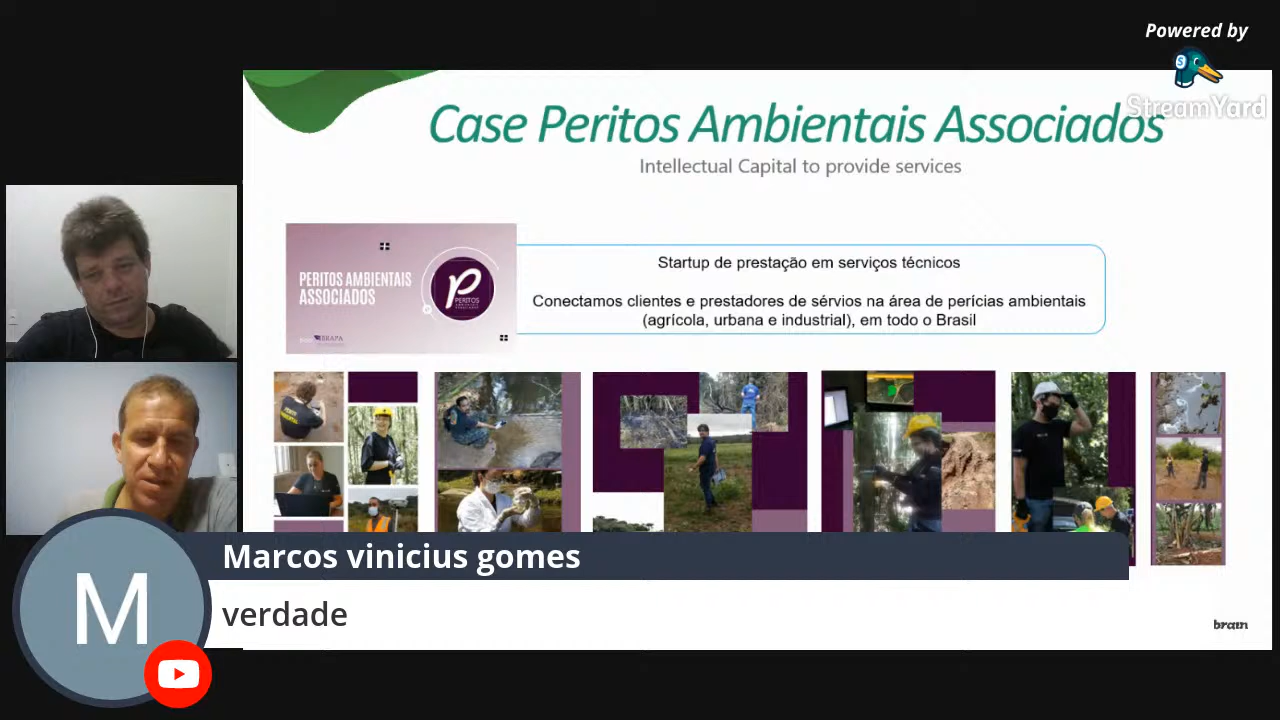 Powered by
StreamYard
Case Peritos Ambientais Associados
Intellectual Capital to provide services
PERITOS AMBIENTAIS
ASSOCIADOS
PERITOS
Startup de prestação em serviços técnicos
Conectamos clientes e prestadores de sérvios na área de perícias ambientais
(agrícola, urbana e industrial), em todo o Brasil
Marcos vinicius gomes
verdade
M
brain